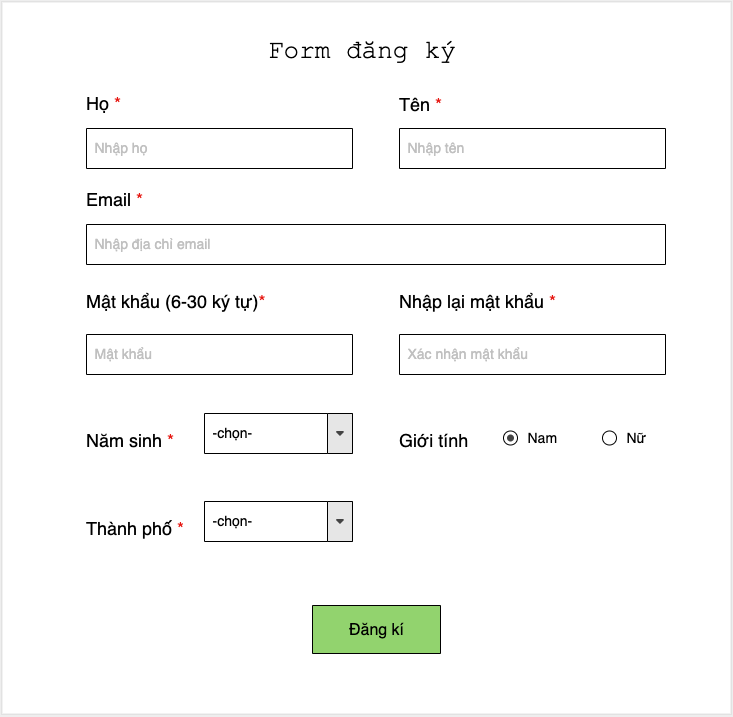 Form đăng ký
Họ *
Tên *
Nhập họ
Nhập tên
Email *
Nhập địa chỉ email
Mật khẩu (6-30 ký tự)*
Nhập lại mật khẩu *
Mật khẩu
Xác nhận mật khẩu
Năm sinh *
-chọn-
Giới tính
Nam
Nữ
Thành phố *
-chọn-
Đăng kí